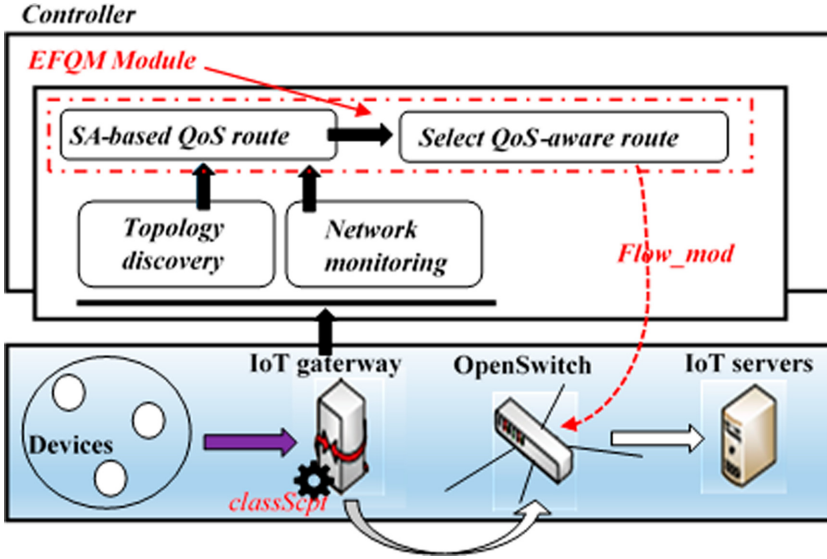 Controller
EFQM Module
SA-based QoS route
Select QoS-aware route
Topology
discovery
Network
monitoring
Flow_mod
IoT gaterway
OpenSwitch
IoT servers
Devices
classScpt